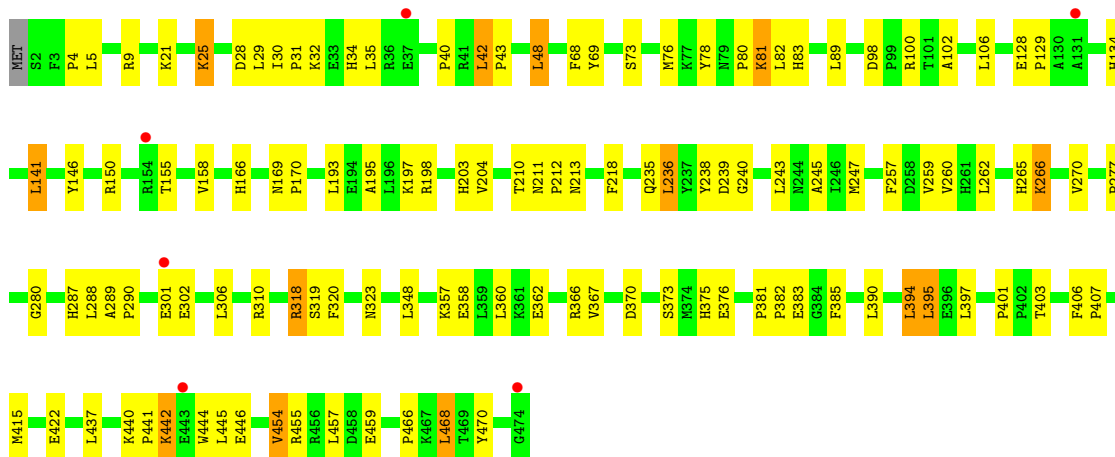 MET S2 F3 P4 L5 R9 K21 K25 D28 L29 I30 P31 K32 E33 H34 L35 R36 E37 P40 R41 L42 P43 L48 F68 Y69 S73 M76 K77 Y78 N79 P80 K81 L82 H83 L89 D98 P99 R100 T101 A102 L106 E128 P129 A130 A131
L141 Y146 R150 R154 T155 V158 H166 N169 P170 L193 E194 A195 L196 K197 R198 H203 V204 T210 N211 P212 N213 F218 Q235 L236 Y237 Y238 D239 G240 L243 N244 A245 I246 M247 F257 D258 V259 V260 H261 L262 H265 K266 V270
G280 H287 L288 A289 P290 E301 E302 L306 R310 R318 S319 F320 N323 L348 K357 E358 L359 L360 K361 E362 R366 V367 D370 S373 M374 H375 E376 P381 P382 E383 G384 F385 L390 L394 L395 E396 L397 P401 P402 T403 F406 P407
M415 E422 L437 K440 P441 K442 E443 W444 L445 E446 V454 R455 R456 L457 D458 E459 P466 K467 L468 T469 Y470 G474